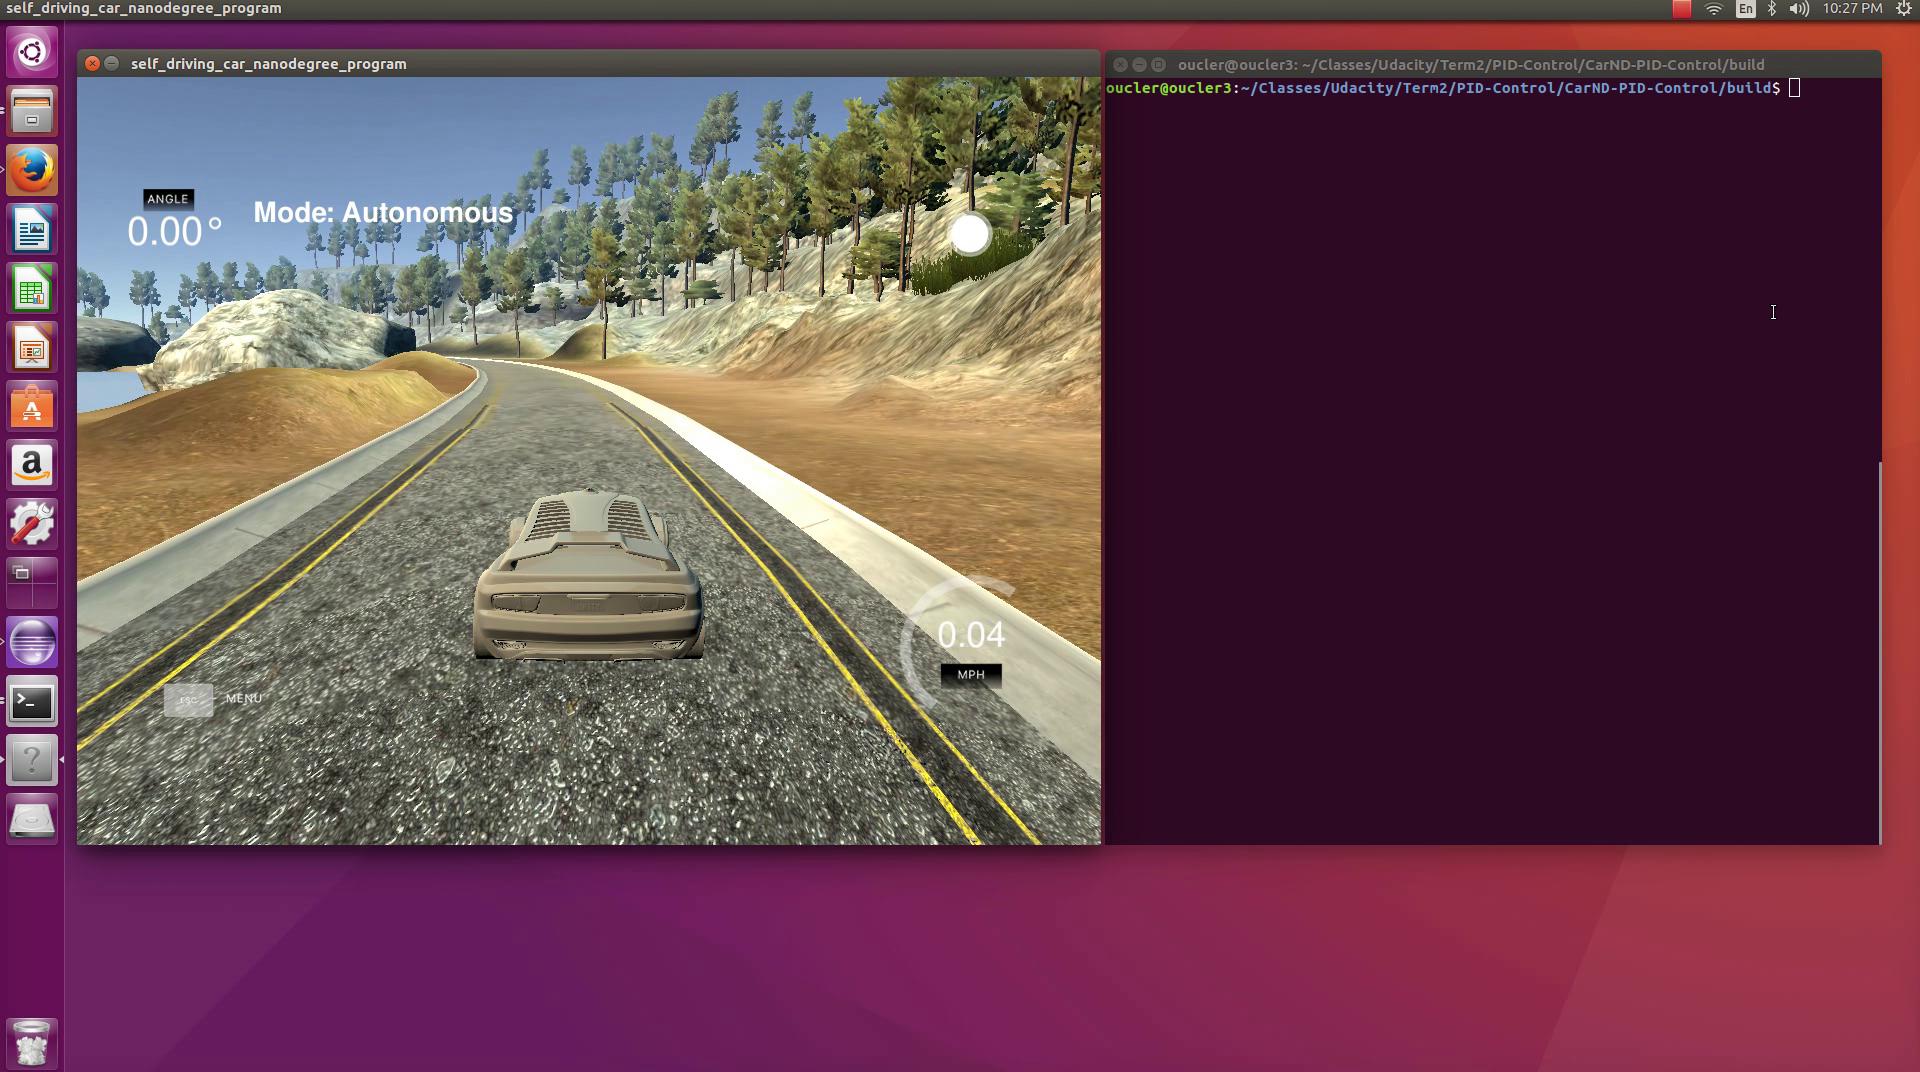 self_driving_car_nanodegree_program
En
10:27 PM
self_driving_car_nanodegree_program
oucler@oucler3: ~/Classes/Udacity/Term2/PID-Control/CarND-PID-Control/build
oucler@oucler3:~/Classes/Udacity/Term2/PID-Control/CarND-PID-Control/build$
ANGLE
0.00°
Mode: Autonomous
0.04
MPH
esc
MENU
a